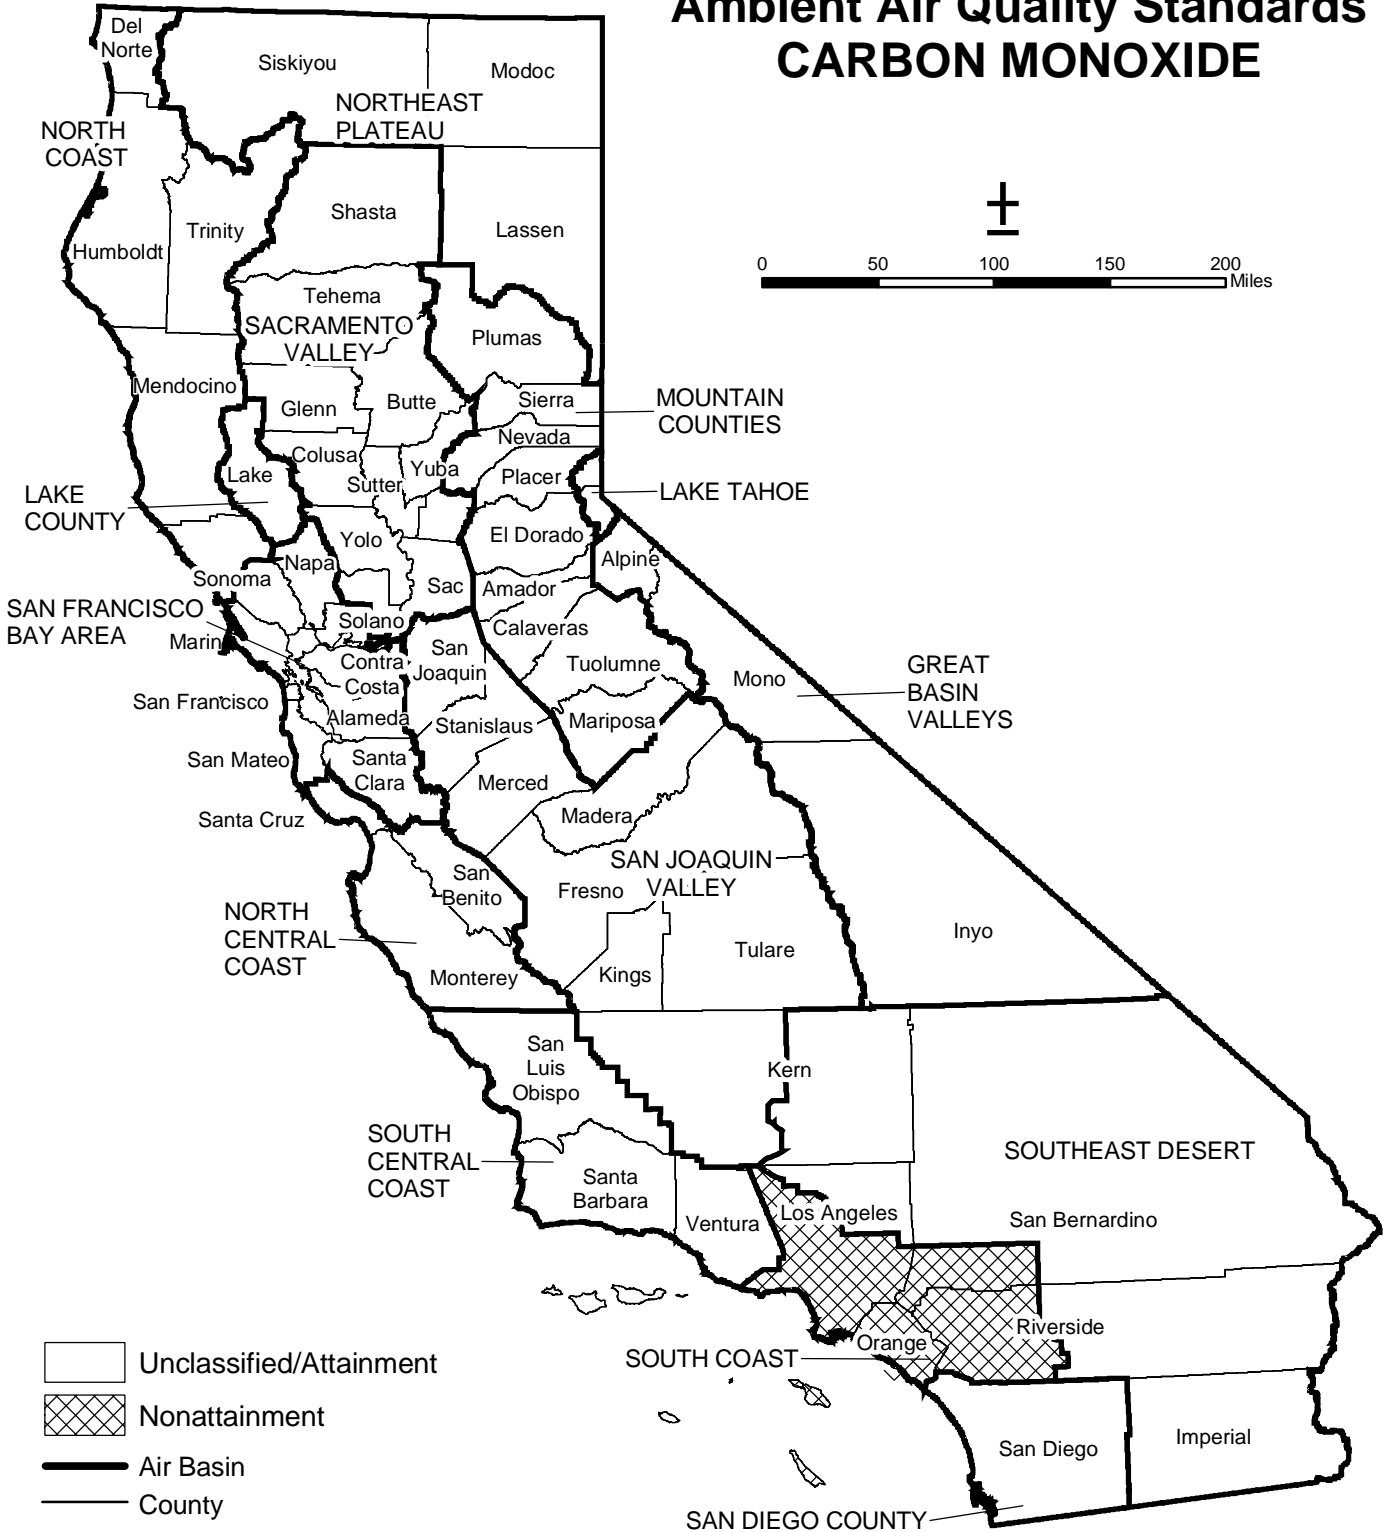 Ambient Air Quality Standards
CARBON MONOXIDE
Del
Norte
Siskiyou
Modoc
NORTHEAST
PLATEAU
NORTH
COAST
Shasta
Trinity
Lassen
Humboldt
0 50 100 150 200
Miles
Tehema
SACRAMENTO
VALLEY
Plumas
Mendocino
Glenn
Butte
Sierra
MOUNTAIN
COUNTIES
Nevada
Colusa
Yuba
Lake
Sutter
Placer
LAKE TAHOE
LAKE
COUNTY
Yolo
El Dorado
Napa
Alpine
Sonoma
Sac
Amador
SAN FRANCISCO
BAY AREA
Solano
Marin
Calaveras
San
Joaquin
Contra
Costa
Tuolumne
Mono
GREAT
BASIN
VALLEYS
San Francisco
Alameda
Stanislaus
Mariposa
San Mateo
Santa
Clara
Merced
Santa Cruz
Madera
SAN JOAQUIN
VALLEY
San
Benito
Fresno
NORTH
CENTRAL
COAST
Inyo
Tulare
Monterey
Kings
San
Luis
Obispo
Kern
SOUTH
CENTRAL
COAST
SOUTHEAST DESERT
Santa
Barbara
Ventura
Los Angeles
San Bernardino
Riverside
Orange
SOUTH COAST
Unclassified/Attainment
Nonattainment
Air Basin
County
San Diego
Imperial
SAN DIEGO COUNTY